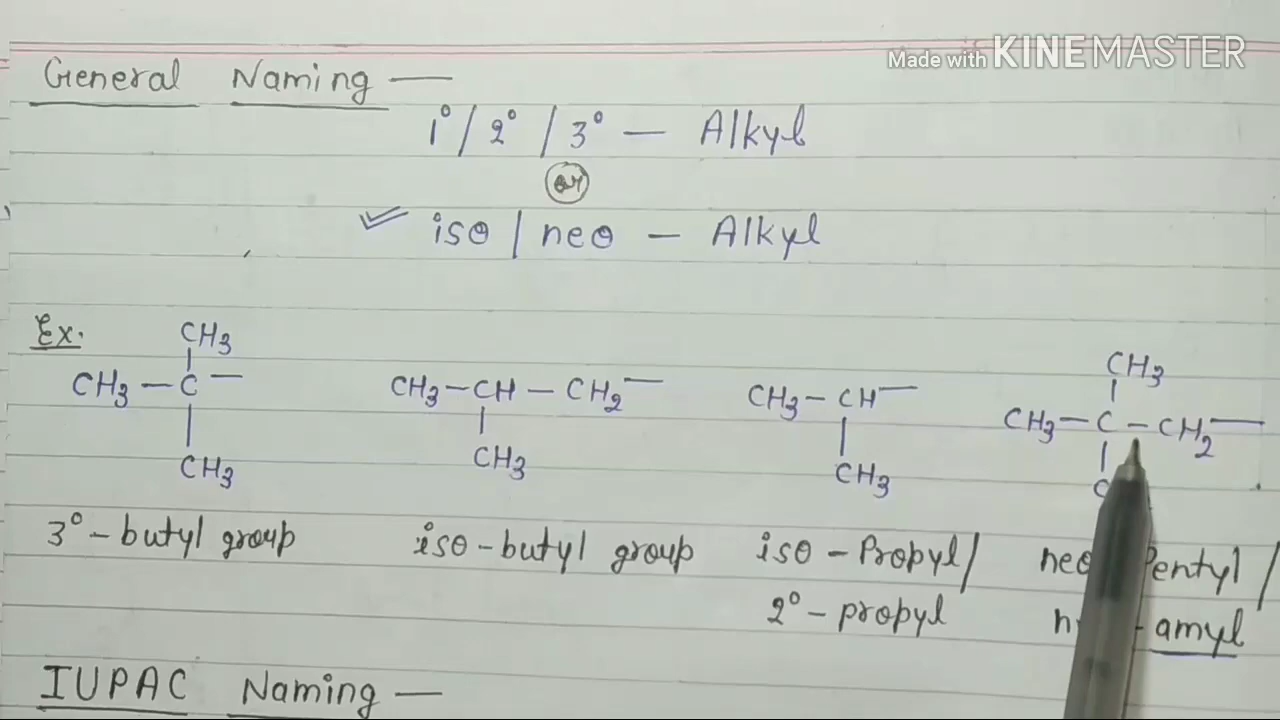 Made with KINEMASTER
General Naming —
1° / 2° / 3° — Alkyl
or
iso / neo — Alkyl
Ex.
CH3 CH3
CH3 — C — CH3 — CH — CH2 — CH3 — CH — CH3 — C — CH2 —
CH3 CH3 CH3 C
3° - butyl group iso - butyl group iso - Propyl / neo Pentyl /
2° - propyl - amyl
IUPAC Naming —